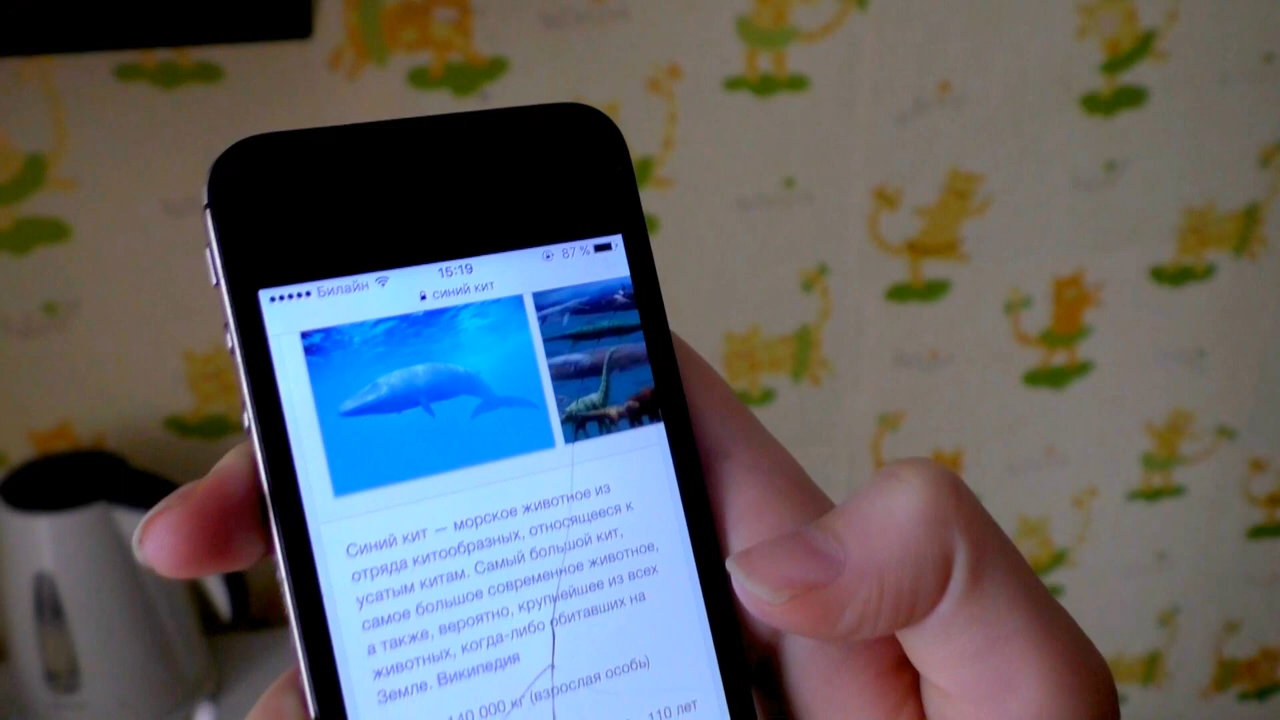 Билайн 15:19 87 %
синий кит
Синий кит — морское животное из
отряда китообразных, относящееся к
усатым китам. Самый большой кит,
самое большое современное животное,
а также, вероятно, крупнейшее из всех
животных, когда-либо обитавших на
Земле. Википедия
140 000 кг (взрослая особь)
110 лет